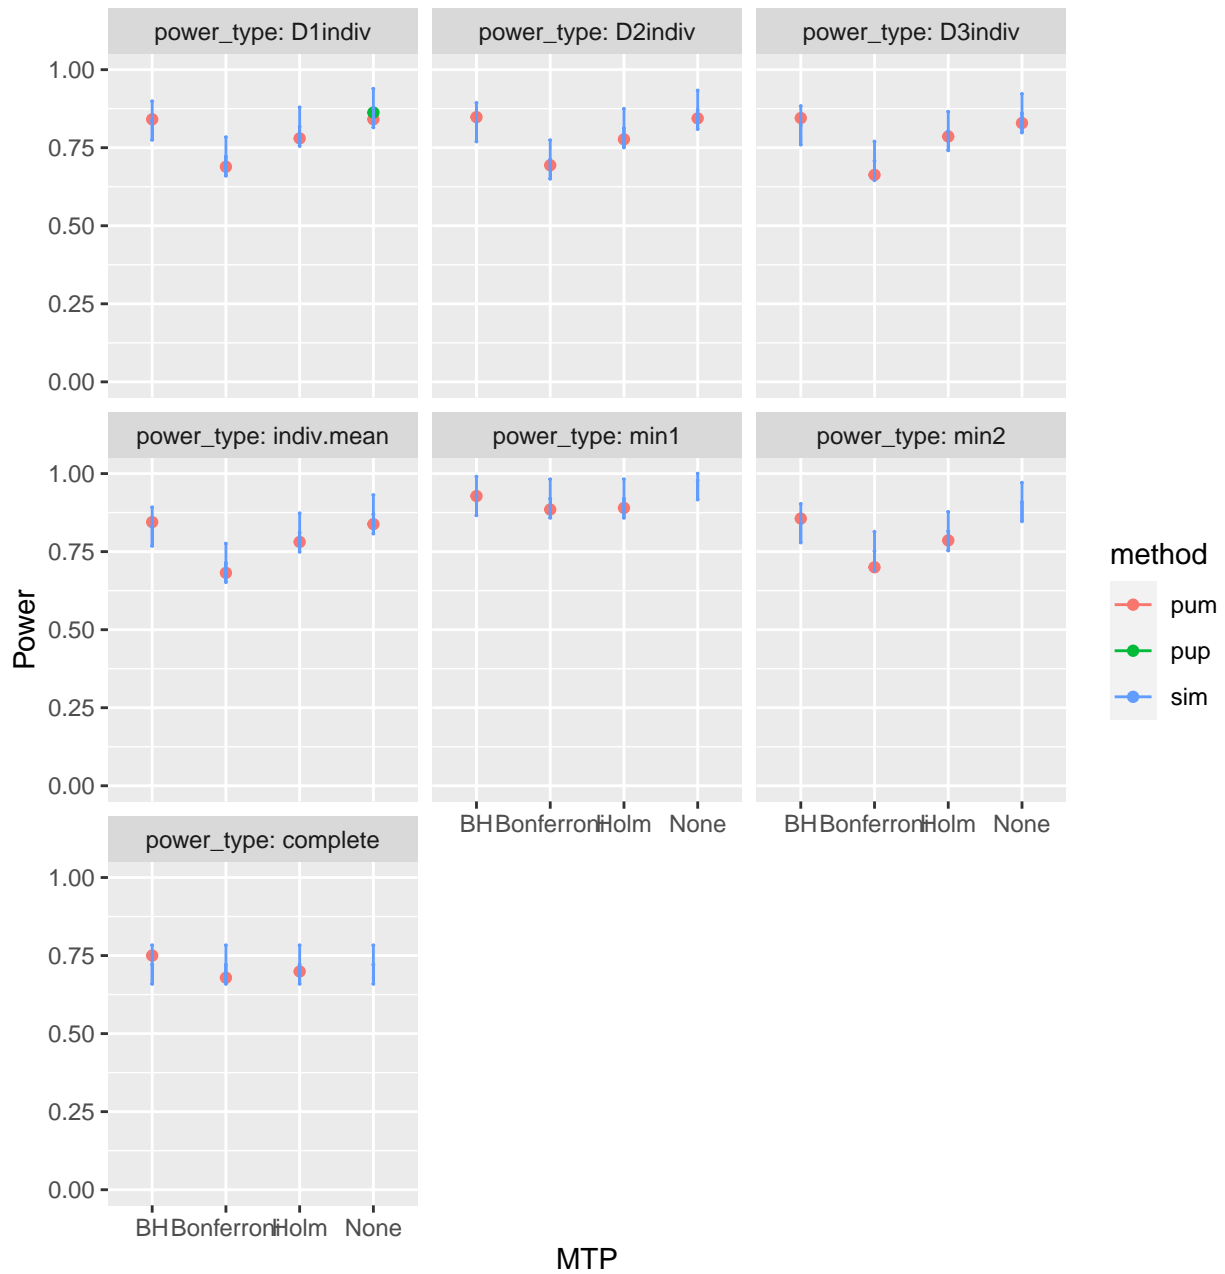 power_type: D1indiv
power_type: D2indiv
power_type: D3indiv
1.00
0.75
0.50
0.25
0.00
power_type: indiv.mean
power_type: min1
power_type: min2
1.00
0.75
0.50
0.25
0.00
BH Bonferroni Holm None
BH Bonferroni Holm None
power_type: complete
1.00
0.75
0.50
0.25
0.00
BH Bonferroni Holm None
MTP
Power
method
pum
pup
sim